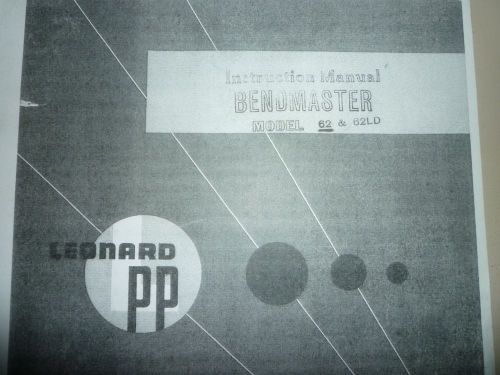 Instruction Manual
BENDMASTER
MODEL 62 & 62LD
LEONARD
PP